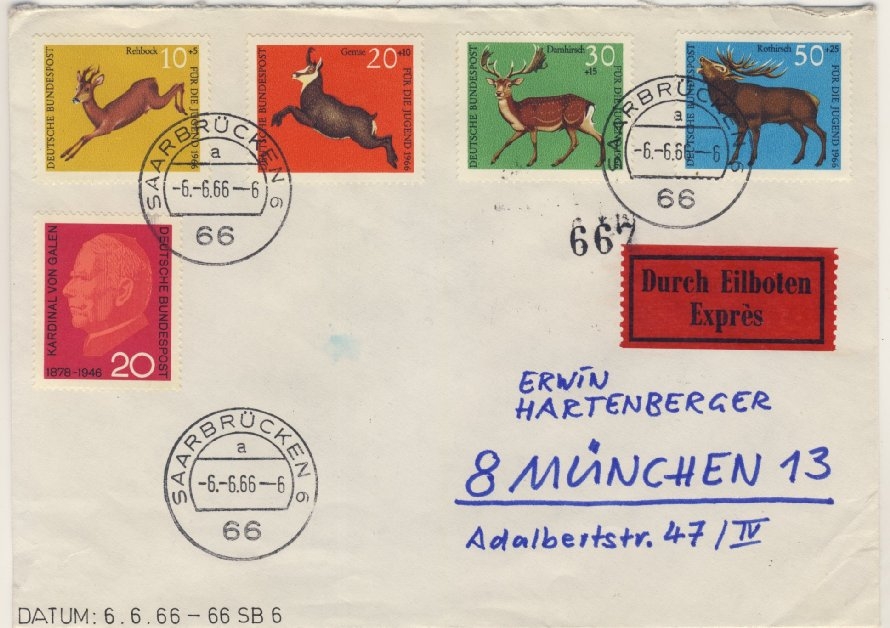 Rehbock
10+5
DEUTSCHE BUNDESPOST
FÜR DIE JUGEND 1966
Gemse
20+10
DEUTSCHE BUNDESPOST
FÜR DIE JUGEND 1966
Damhirsch
30
+15
DEUTSCHE BUNDESPOST
FÜR DIE JUGEND 1966
Rothirsch
50+25
DEUTSCHE BUNDESPOST
FÜR DIE JUGEND 1966
SAARBRÜCKEN 6
a
-6.-6.66-6
66
SAARBRÜCKEN 6
a
-6.-6.66-6
66
KARDINAL VON GALEN
DEUTSCHE BUNDESPOST
1878-1946
20
667
Durch Eilboten
Exprès
ERWIN
HARTENBERGER
8 MÜNCHEN 13
Adalbertstr. 47/IV
SAARBRÜCKEN 6
a
-6.-6.66-6
66
DATUM: 6.6.66 - 66 SB 6